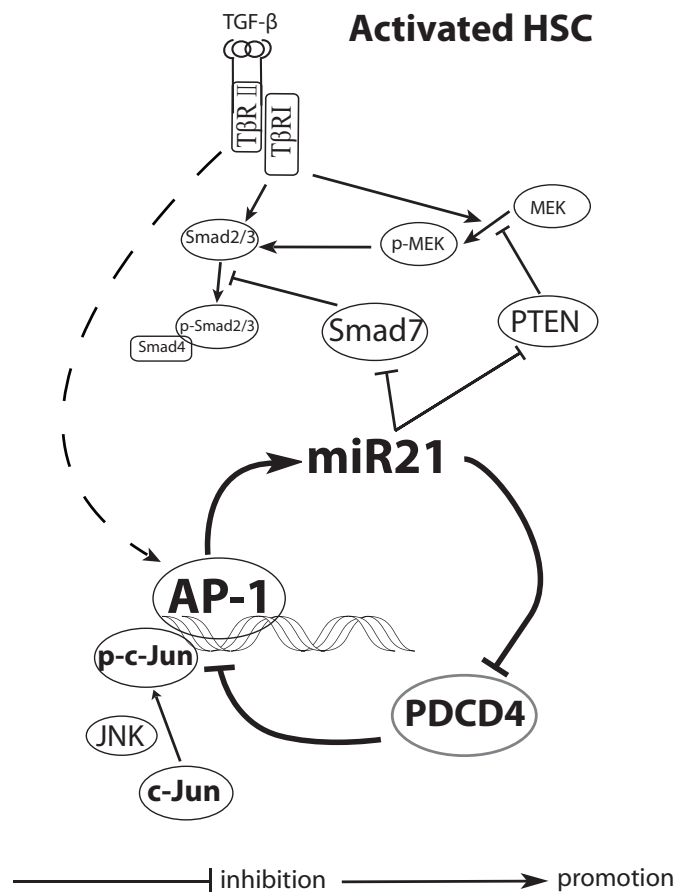 TGF-β
Activated HSC
TβR II
TβRI
MEK
Smad2/3
p-MEK
p-Smad2/3
Smad4
Smad7
PTEN
miR21
AP-1
p-c-Jun
PDCD4
JNK
c-Jun
inhibition
promotion